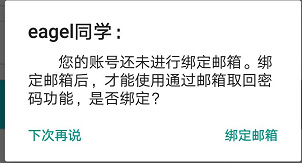 eagel同学：
您的账号还未进行绑定邮箱。绑
定邮箱后，才能使用通过邮箱取回密
码功能，是否绑定？
下次再说 绑定邮箱